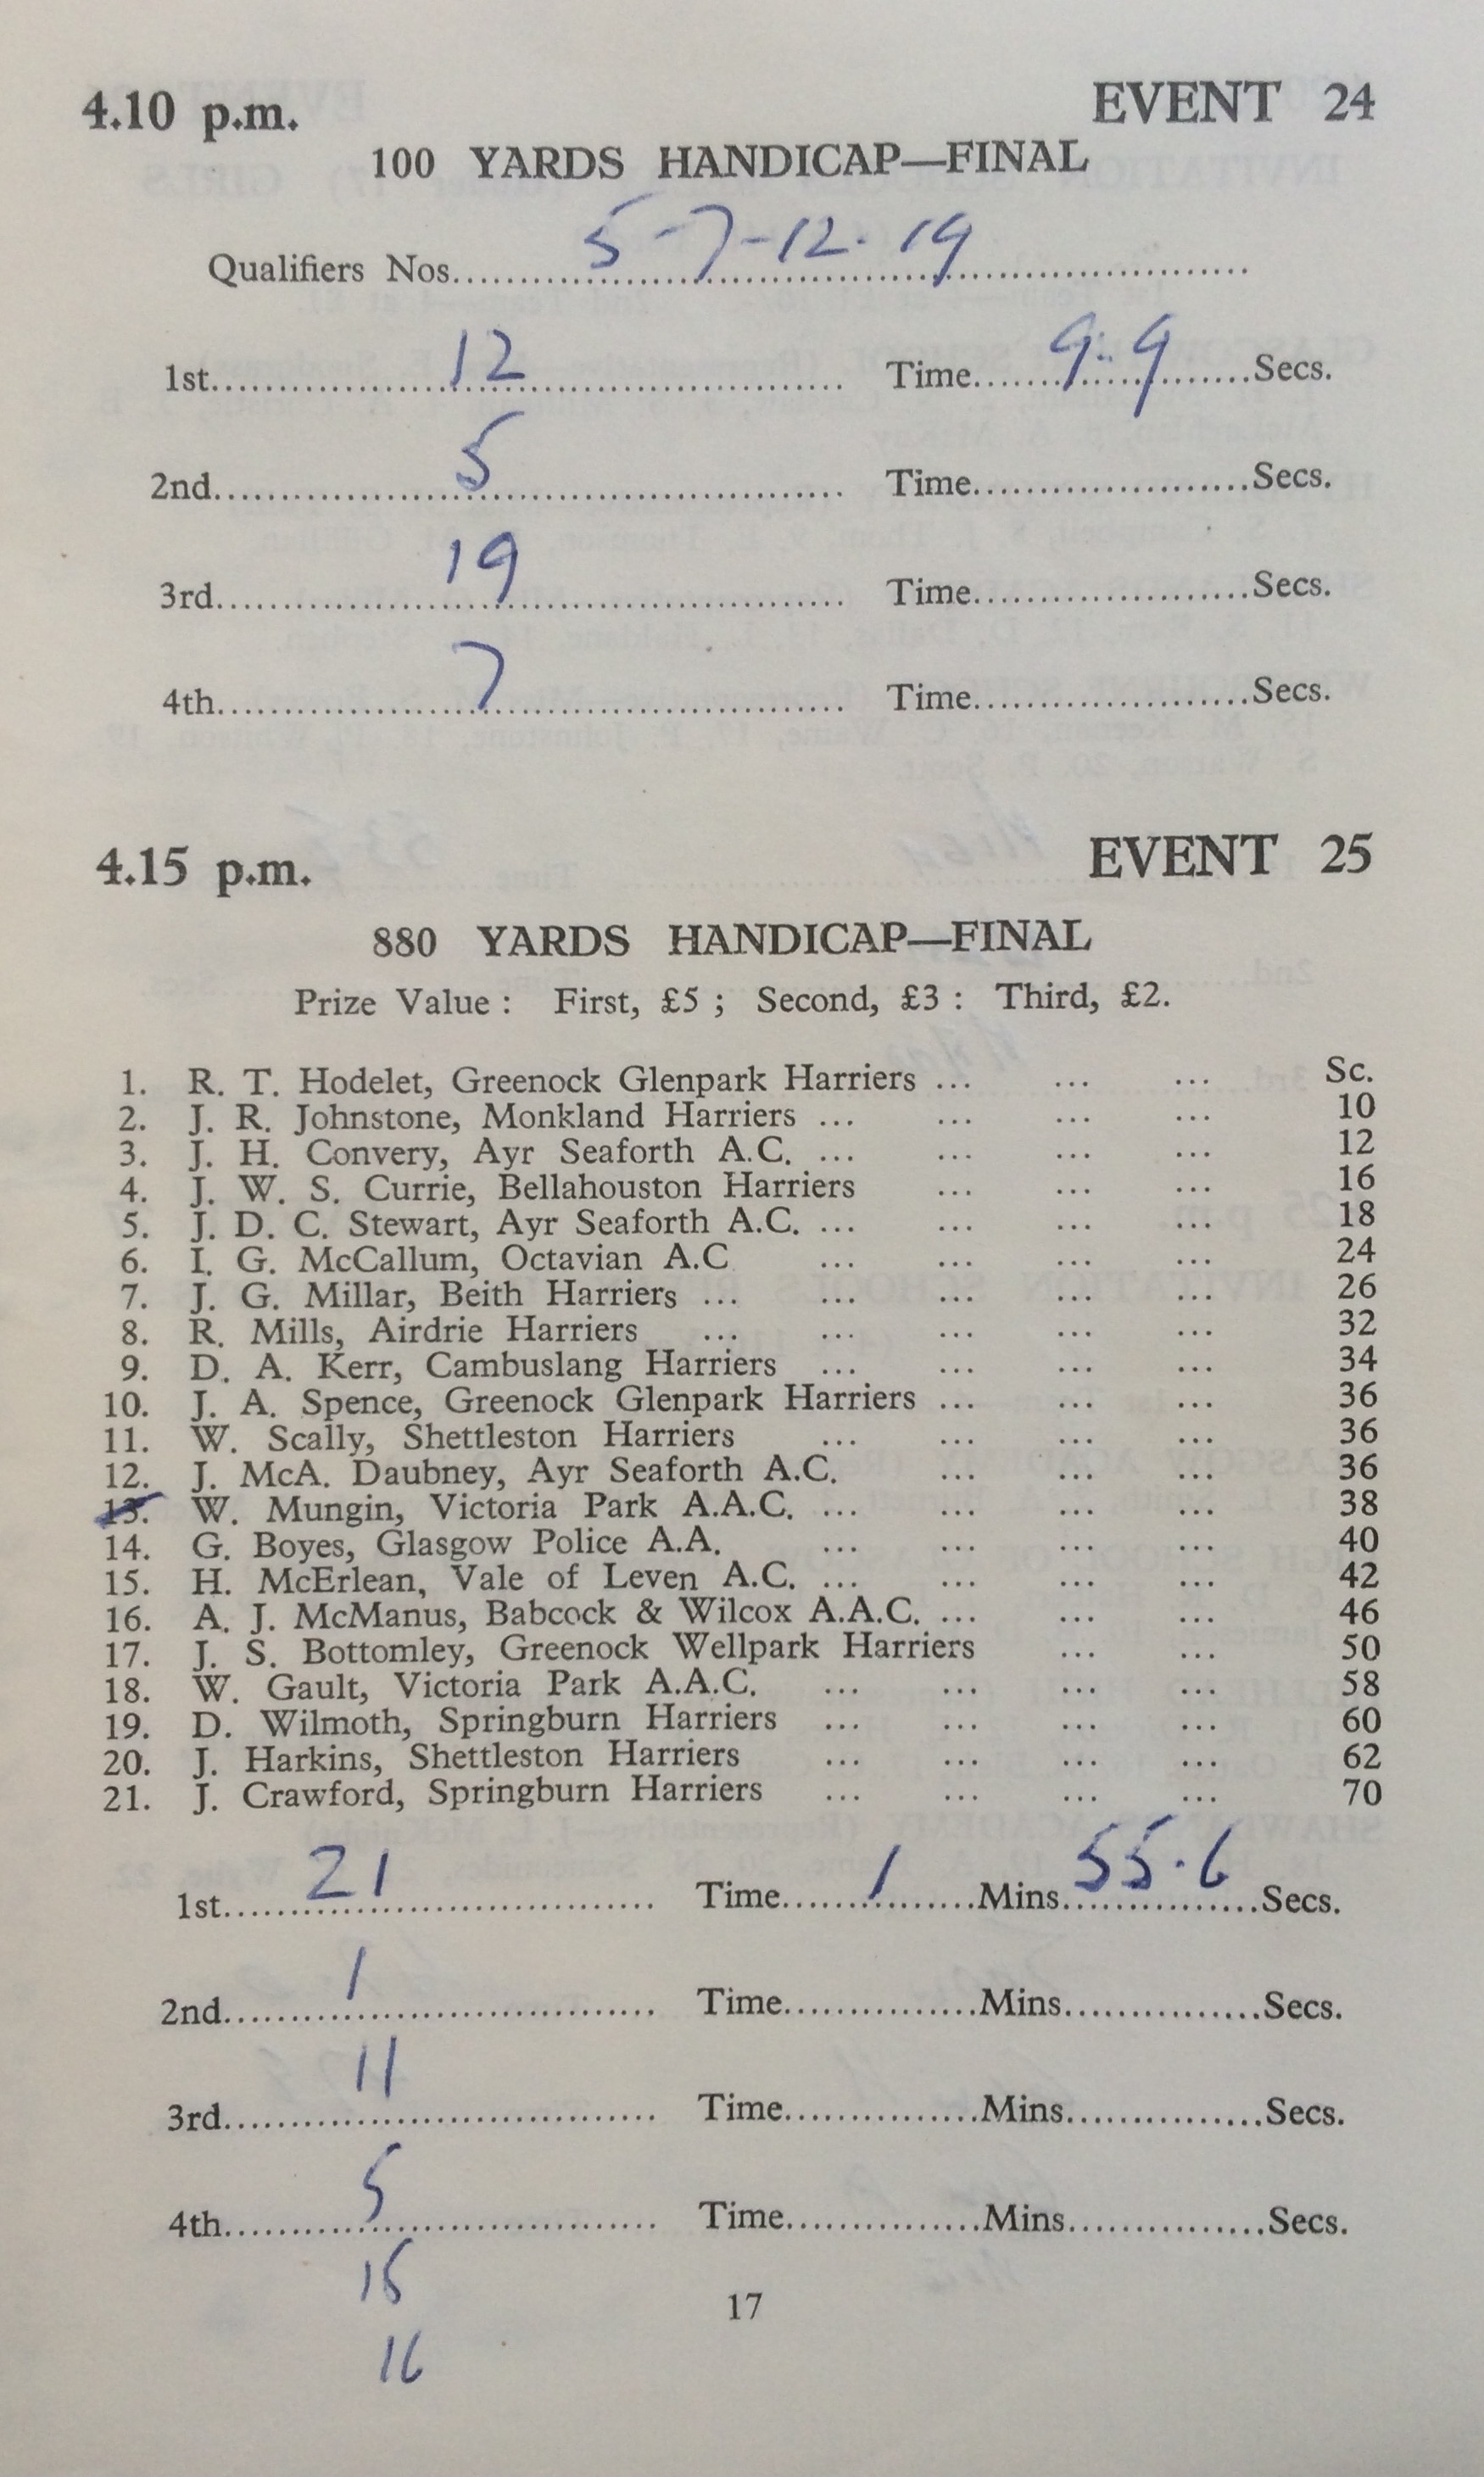 4.10 p.m. EVENT 24
100 YARDS HANDICAP—FINAL
Qualifiers Nos. 5-7-12. 19
1st. 12 Time 9.9 Secs.
2nd. 5 Time Secs.
3rd. 19 Time Secs.
4th. 7 Time Secs.
4.15 p.m. EVENT 25
880 YARDS HANDICAP—FINAL
Prize Value : First, £5 ; Second, £3 : Third, £2.
1. R. T. Hodelet, Greenock Glenpark Harriers ... ... ... Sc.
2. J. R. Johnstone, Monkland Harriers ... ... ... ... 10
3. J. H. Convery, Ayr Seaforth A.C. ... ... ... ... 12
4. J. W. S. Currie, Bellahouston Harriers ... ... ... 16
5. J. D. C. Stewart, Ayr Seaforth A.C. ... ... ... ... 18
6. I. G. McCallum, Octavian A.C ... ... ... ... 24
7. J. G. Millar, Beith Harriers ... ... ... ... ... 26
8. R. Mills, Airdrie Harriers ... ... ... ... ... 32
9. D. A. Kerr, Cambuslang Harriers ... ... ... ... 34
10. J. A. Spence, Greenock Glenpark Harriers ... ... ... 36
11. W. Scally, Shettleston Harriers ... ... ... ... 36
12. J. McA. Daubney, Ayr Seaforth A.C. ... ... ... 36
13. W. Mungin, Victoria Park A.A.C. ... ... ... ... 38
14. G. Boyes, Glasgow Police A.A. ... ... ... ... 40
15. H. McErlean, Vale of Leven A.C. ... ... ... ... 42
16. A. J. McManus, Babcock & Wilcox A.A.C. ... ... ... 46
17. J. S. Bottomley, Greenock Wellpark Harriers ... ... 50
18. W. Gault, Victoria Park A.A.C. ... ... ... ... 58
19. D. Wilmoth, Springburn Harriers ... ... ... ... 60
20. J. Harkins, Shettleston Harriers ... ... ... ... 62
21. J. Crawford, Springburn Harriers ... ... ... ... 70
1st. 21 Time 1 Mins. 55.6 Secs.
2nd. 1 Time Mins. Secs.
3rd. 11 Time Mins. Secs.
4th. 5 Time Mins. Secs.
15
17
16